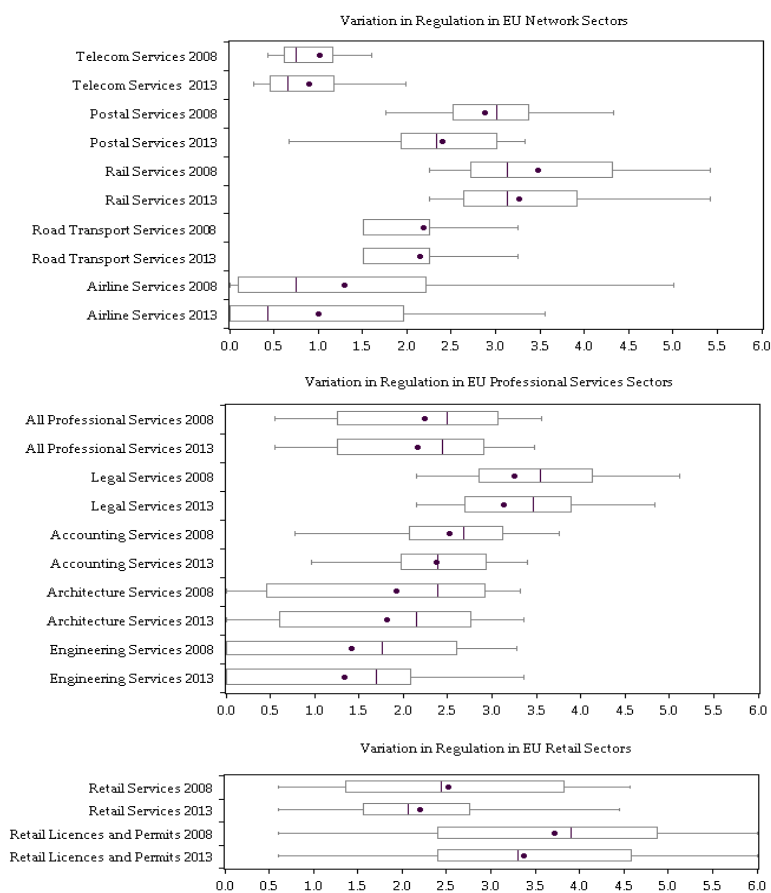 Variation in Regulation in EU Network Sectors
Telecom Services 2008
Telecom Services 2013
Postal Services 2008
Postal Services 2013
Rail Services 2008
Rail Services 2013
Road Transport Services 2008
Road Transport Services 2013
Airline Services 2008
Airline Services 2013
0.0 0.5 1.0 1.5 2.0 2.5 3.0 3.5 4.0 4.5 5.0 5.5 6.0
Variation in Regulation in EU Professional Services Sectors
All Professional Services 2008
All Professional Services 2013
Legal Services 2008
Legal Services 2013
Accounting Services 2008
Accounting Services 2013
Architecture Services 2008
Architecture Services 2013
Engineering Services 2008
Engineering Services 2013
0.0 0.5 1.0 1.5 2.0 2.5 3.0 3.5 4.0 4.5 5.0 5.5 6.0
Variation in Regulation in EU Retail Sectors
Retail Services 2008
Retail Services 2013
Retail Licences and Permits 2008
Retail Licences and Permits 2013
0.0 0.5 1.0 1.5 2.0 2.5 3.0 3.5 4.0 4.5 5.0 5.5 6.0